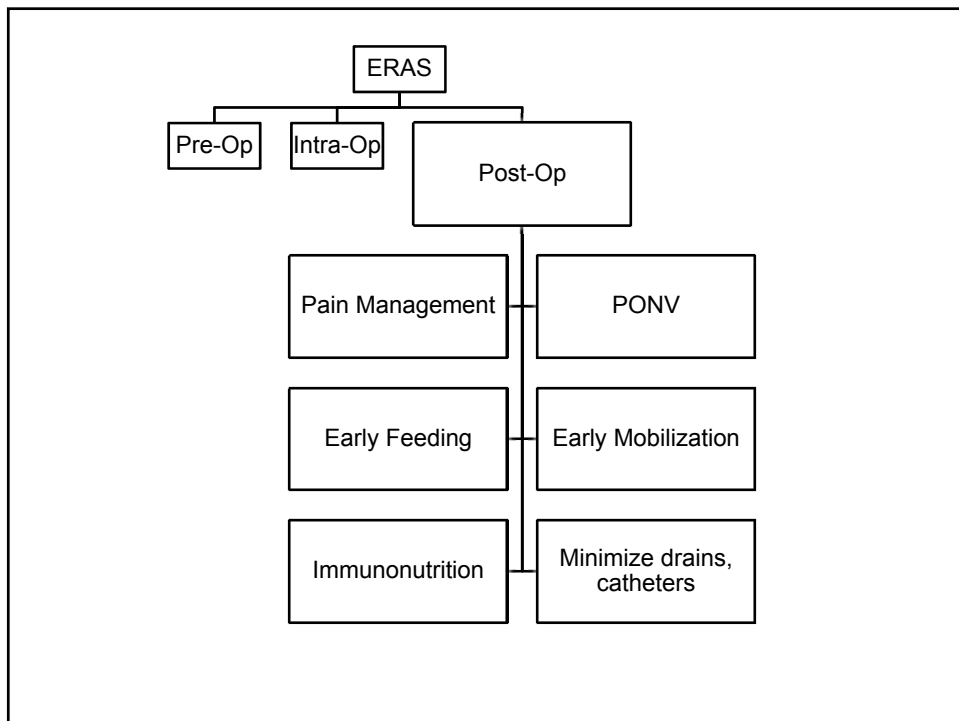 ERAS
Pre-Op
Intra-Op
Post-Op
Pain Management
PONV
Early Feeding
Early Mobilization
Immunonutrition
Minimize drains,
catheters